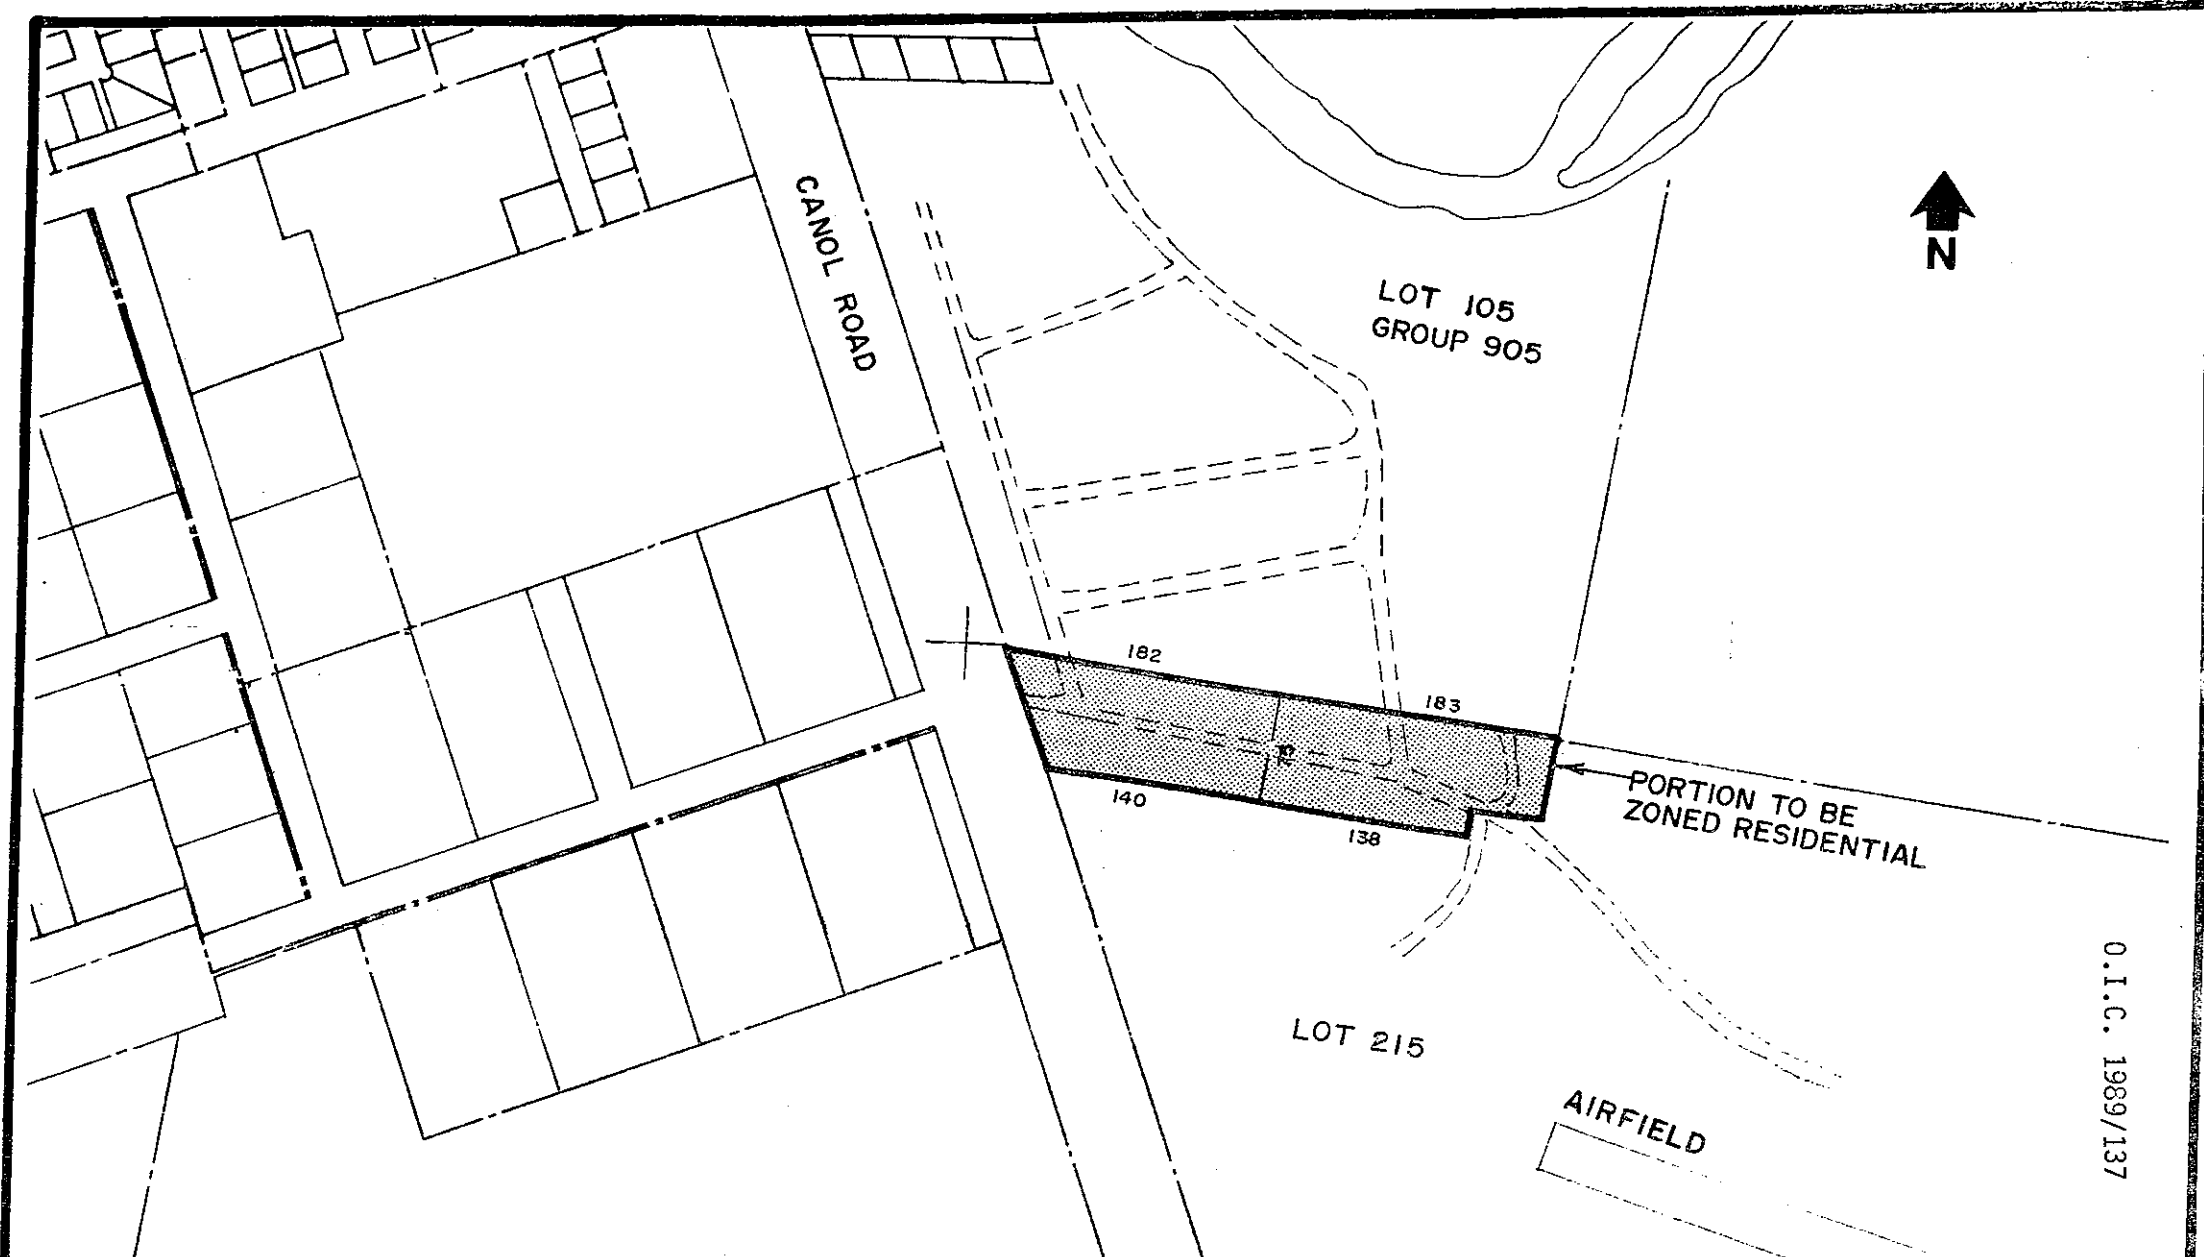 CANOL ROAD
LOT 105
GROUP 905
N
182
183
140
138
PORTION TO BE
ZONED RESIDENTIAL
LOT 215
AIRFIELD
O.I.C. 1989/137